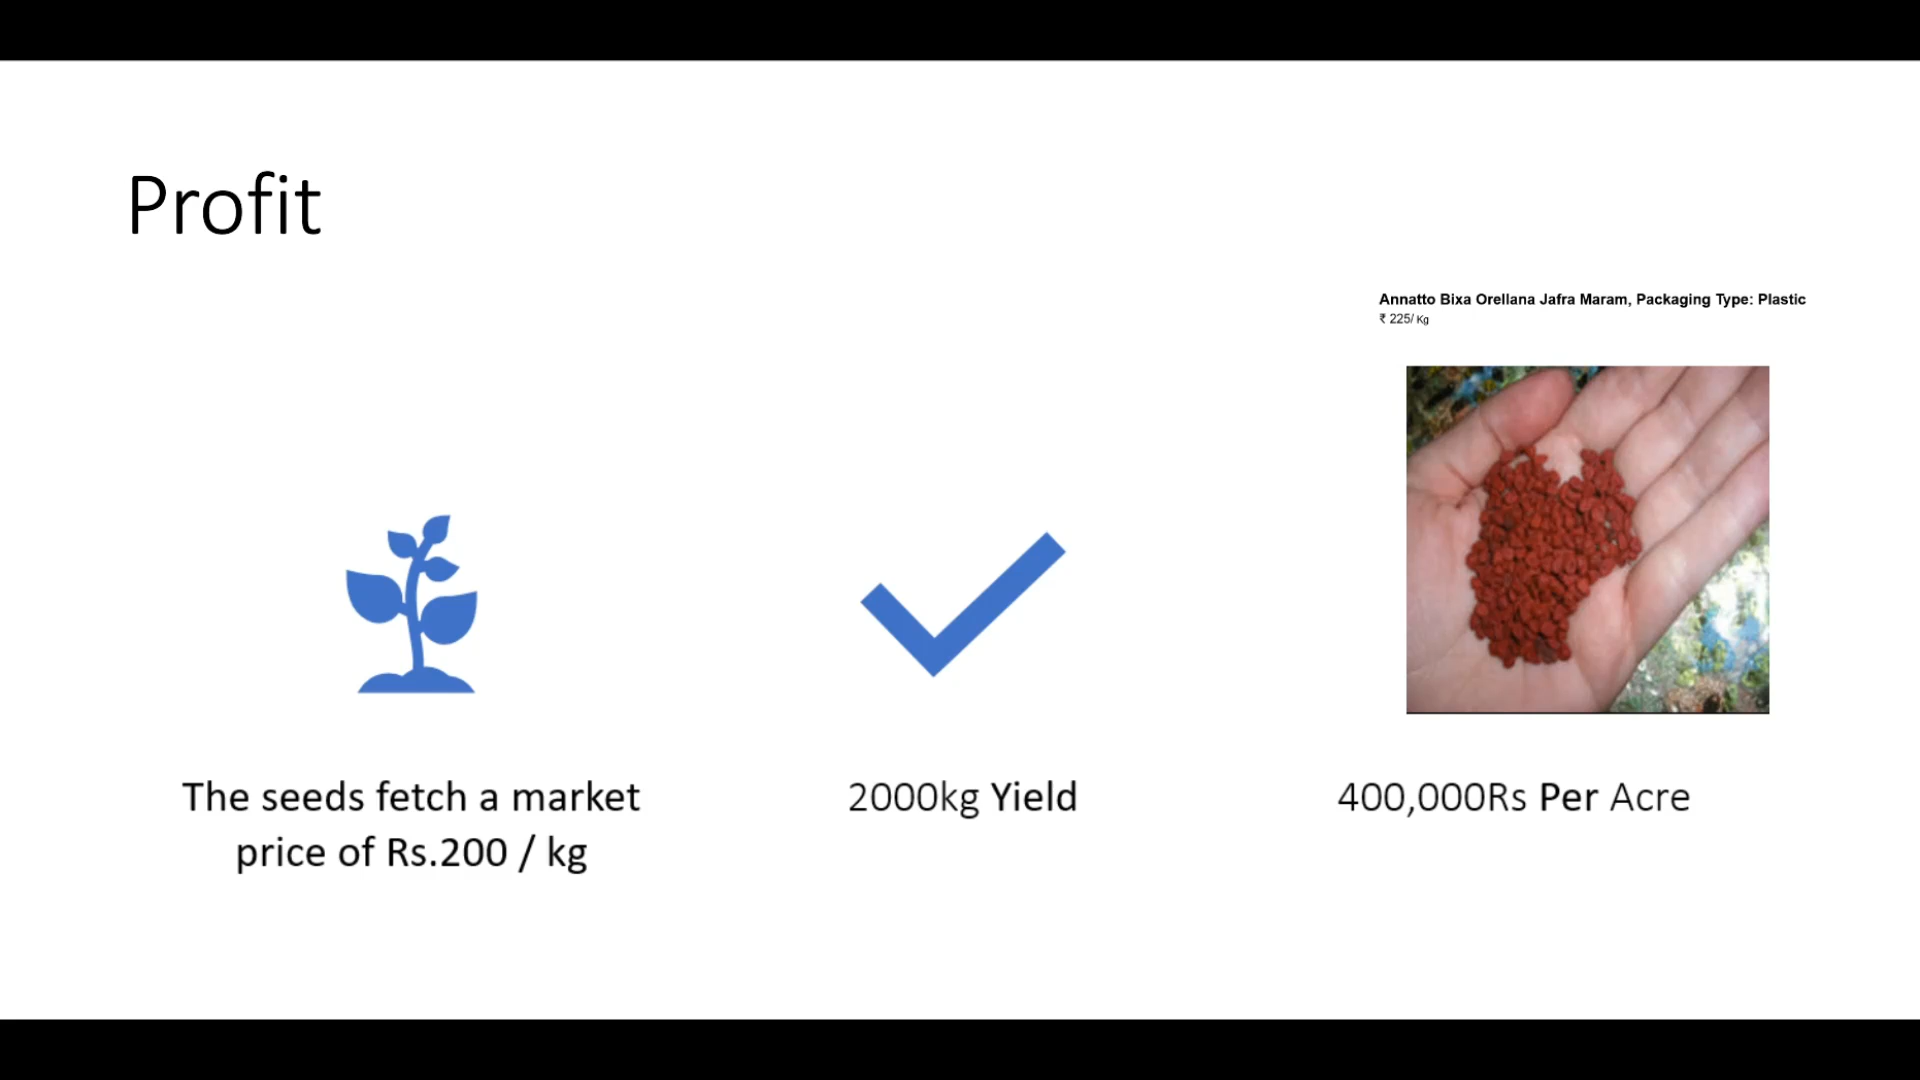 Profit
Annatto Bixa Orellana Jafra Maram, Packaging Type: Plastic
₹ 225/ Kg
The seeds fetch a market
price of Rs.200 / kg
2000kg Yield
400,000Rs Per Acre